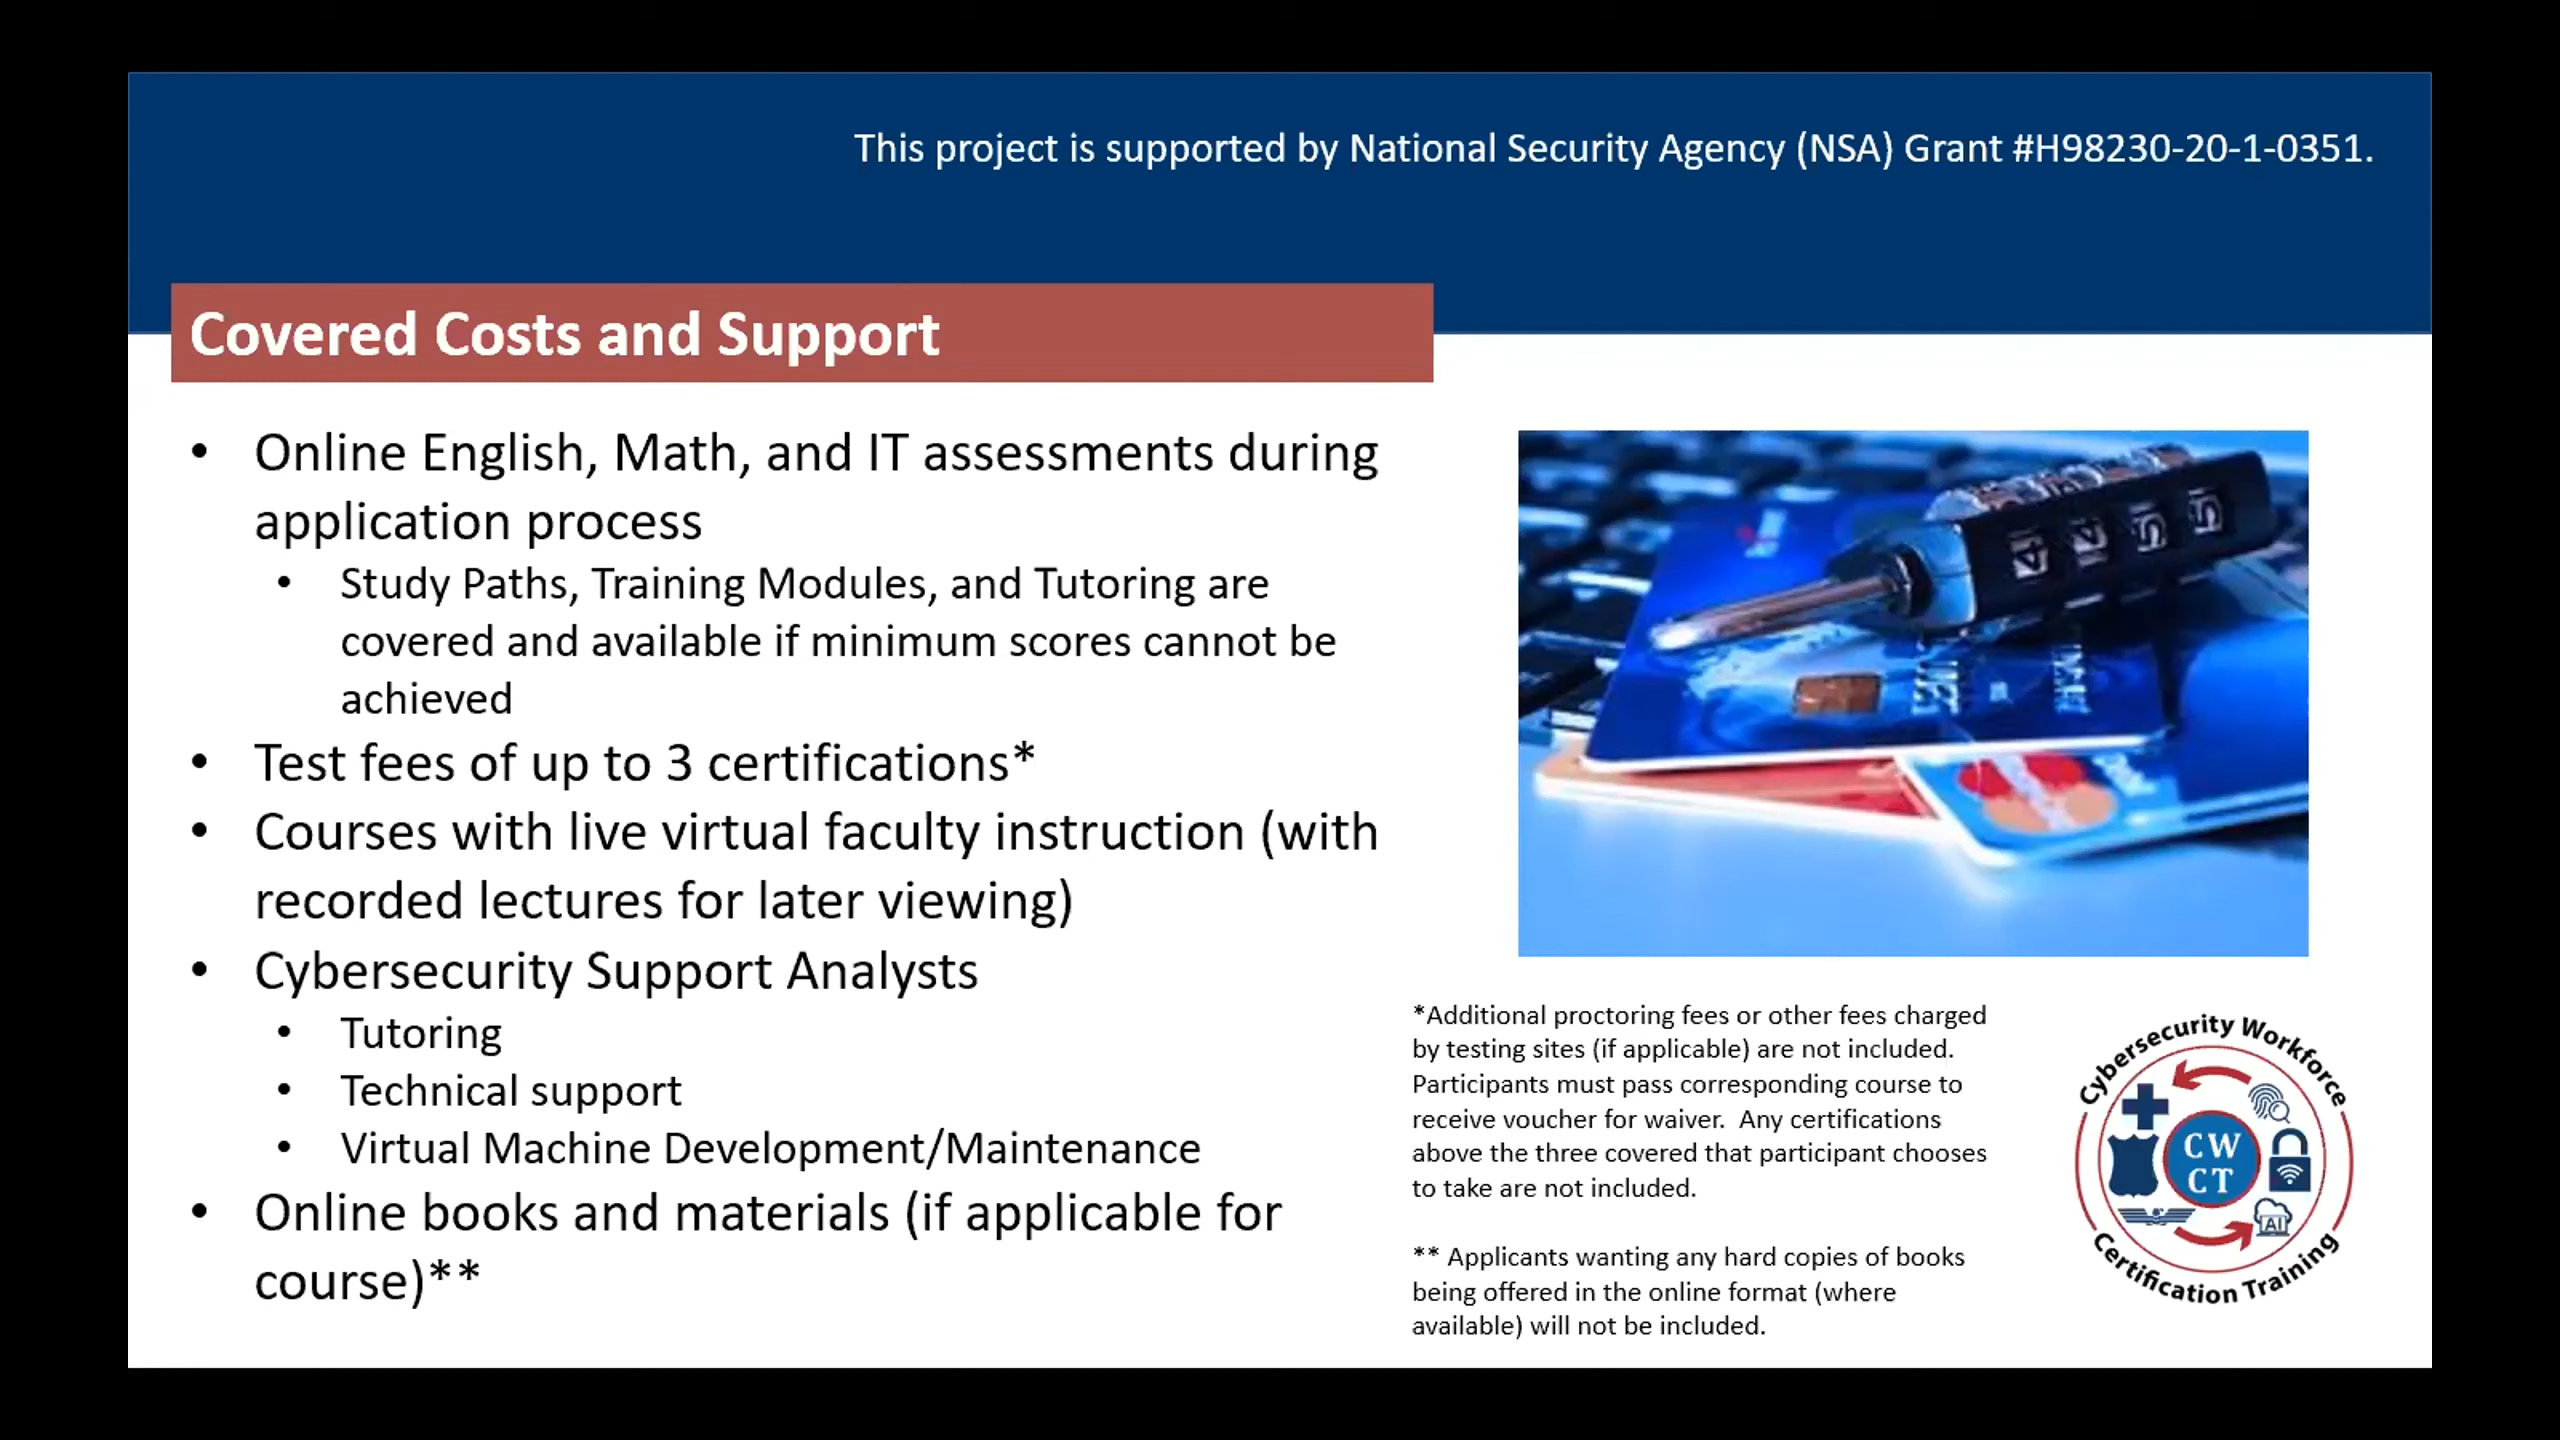 This project is supported by National Security Agency (NSA) Grant #H98230-20-1-0351.
Covered Costs and Support
• Online English, Math, and IT assessments during
application process
• Study Paths, Training Modules, and Tutoring are
covered and available if minimum scores cannot be
achieved
• Test fees of up to 3 certifications*
• Courses with live virtual faculty instruction (with
recorded lectures for later viewing)
• Cybersecurity Support Analysts
• Tutoring
• Technical support
• Virtual Machine Development/Maintenance
• Online books and materials (if applicable for
course)**
*Additional proctoring fees or other fees charged
by testing sites (if applicable) are not included.
Participants must pass corresponding course to
receive voucher for waiver.  Any certifications
above the three covered that participant chooses
to take are not included.
** Applicants wanting any hard copies of books
being offered in the online format (where
available) will not be included.
Cybersecurity Workforce
CW
CT
AI
Certification Training